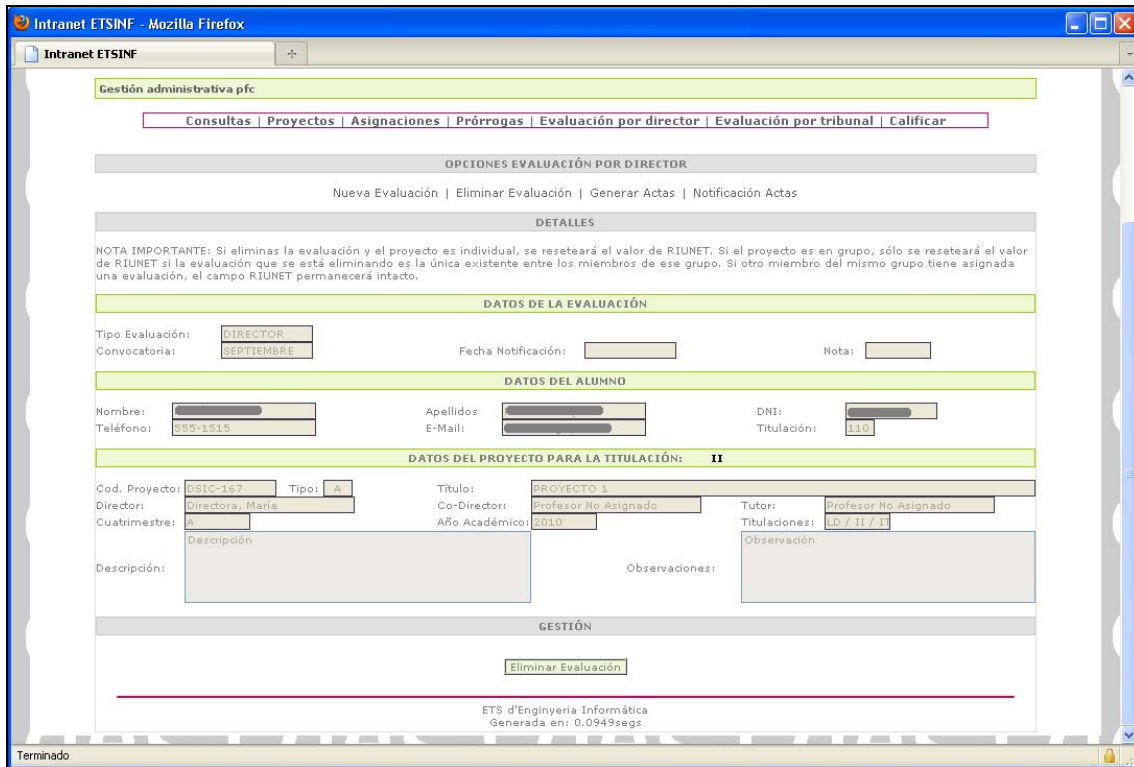 Intranet ETSINF - Mozilla Firefox
Intranet ETSINF
Gestión administrativa pfc
Consultas | Proyectos | Asignaciones | Prórrogas | Evaluación por director | Evaluación por tribunal | Calificar
OPCIONES EVALUACIÓN POR DIRECTOR
Nueva Evaluación | Eliminar Evaluación | Generar Actas | Notificación Actas
DETALLES
NOTA IMPORTANTE: Si eliminas la evaluación y el proyecto es individual, se reseteará el valor de RIUNET. Si el proyecto es en grupo, sólo se reseteará el valor
de RIUNET si la evaluación que se está eliminando es la única existente entre los miembros de ese grupo. Si otro miembro del mismo grupo tiene asignada
una evaluación, el campo RIUNET permanecerá intacto.
DATOS DE LA EVALUACIÓN
Tipo Evaluación: DIRECTOR
Convocatoria: SEPTIEMBRE Fecha Notificación: Nota:
DATOS DEL ALUMNO
Nombre: Apellidos DNI:
Teléfono: 555-1515 E-Mail: Titulación: 110
DATOS DEL PROYECTO PARA LA TITULACIÓN: II
Cod. Proyecto: DSIC-167 Tipo: A Título: PROYECTO 1
Director: Directora, Maria Co-Director: Profesor No Asignado Tutor: Profesor No Asignado
Cuatrimestre: A Año Académico: 2010 Titulaciones: LD / II / IT
Descripción Observación
Descripción: Observaciones:
GESTIÓN
Eliminar Evaluación
ETS d'Enginyeria Informàtica
Generada en: 0.0949segs
Terminado